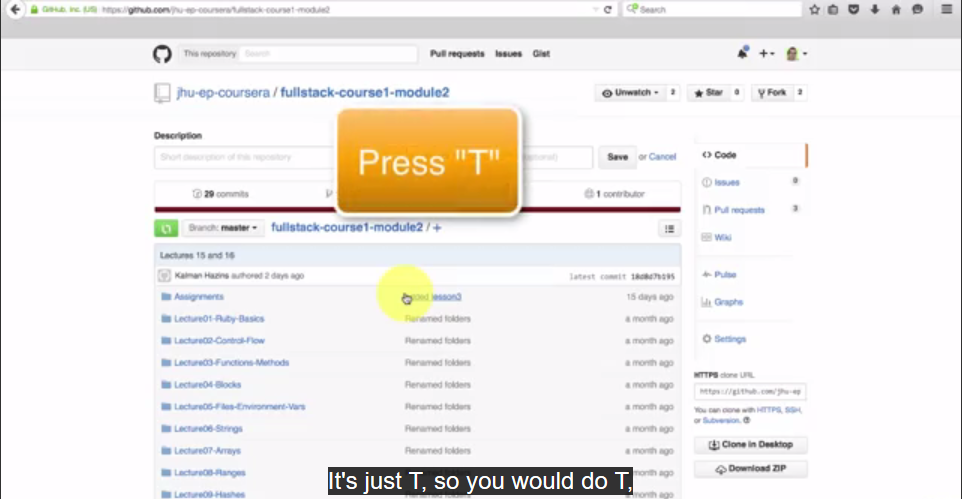 GitHub, Inc. (US) https://github.com/jhu-ep-coursera/fullstack-course1-module2 Search
This repository Search Pull requests Issues Gist
jhu-ep-coursera / fullstack-course1-module2 Unwatch 2 Star 0 Fork 2
Description
Short description of this repository Save or Cancel
Press "T"
29 commits 1 contributor
Branch: master fullstack-course1-module2 / +
Lectures 15 and 16
Kalman Hazins authored 2 days ago latest commit 18d8d7b195
Assignments lesson3 15 days ago
Lecture01-Ruby-Basics Renamed folders a month ago
Lecture02-Control-Flow Renamed folders a month ago
Lecture03-Functions-Methods Renamed folders a month ago
Lecture04-Blocks Renamed folders a month ago
Lecture05-Files-Environment-Vars Renamed folders a month ago
Lecture06-Strings Renamed folders a month ago
Lecture07-Arrays Renamed folders a month ago
Lecture08-Ranges Renamed folders a month ago
Lecture09-Hashes Renamed folders a month ago
Code
Issues 0
Pull requests 3
Wiki
Pulse
Graphs
Settings
HTTPS clone URL
https://github.com/jhu-ep
You can clone with HTTPS, SSH,
or Subversion.
Clone in Desktop
Download ZIP
It's just T, so you would do T,